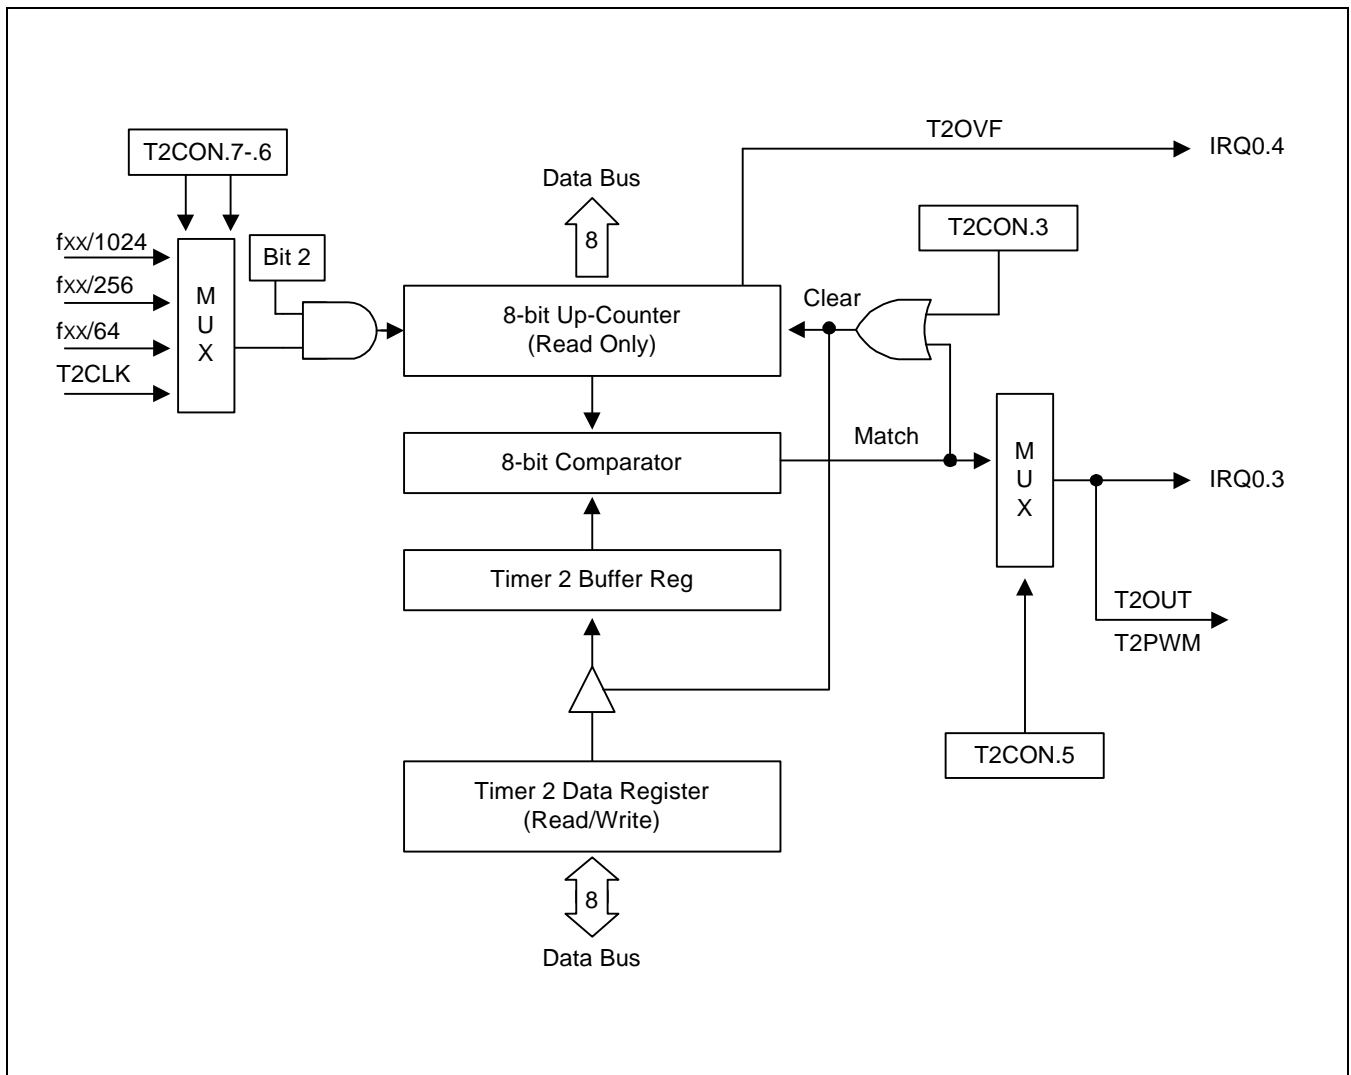 T2OVF
IRQ0.4
T2CON.7-.6
Data Bus
8
T2CON.3
fxx/1024
Bit 2
fxx/256
M
U
X
Clear
8-bit Up-Counter
(Read Only)
fxx/64
T2CLK
Match
8-bit Comparator
M
U
X
IRQ0.3
Timer 2 Buffer Reg
T2OUT
T2PWM
T2CON.5
Timer 2 Data Register
(Read/Write)
8
Data Bus